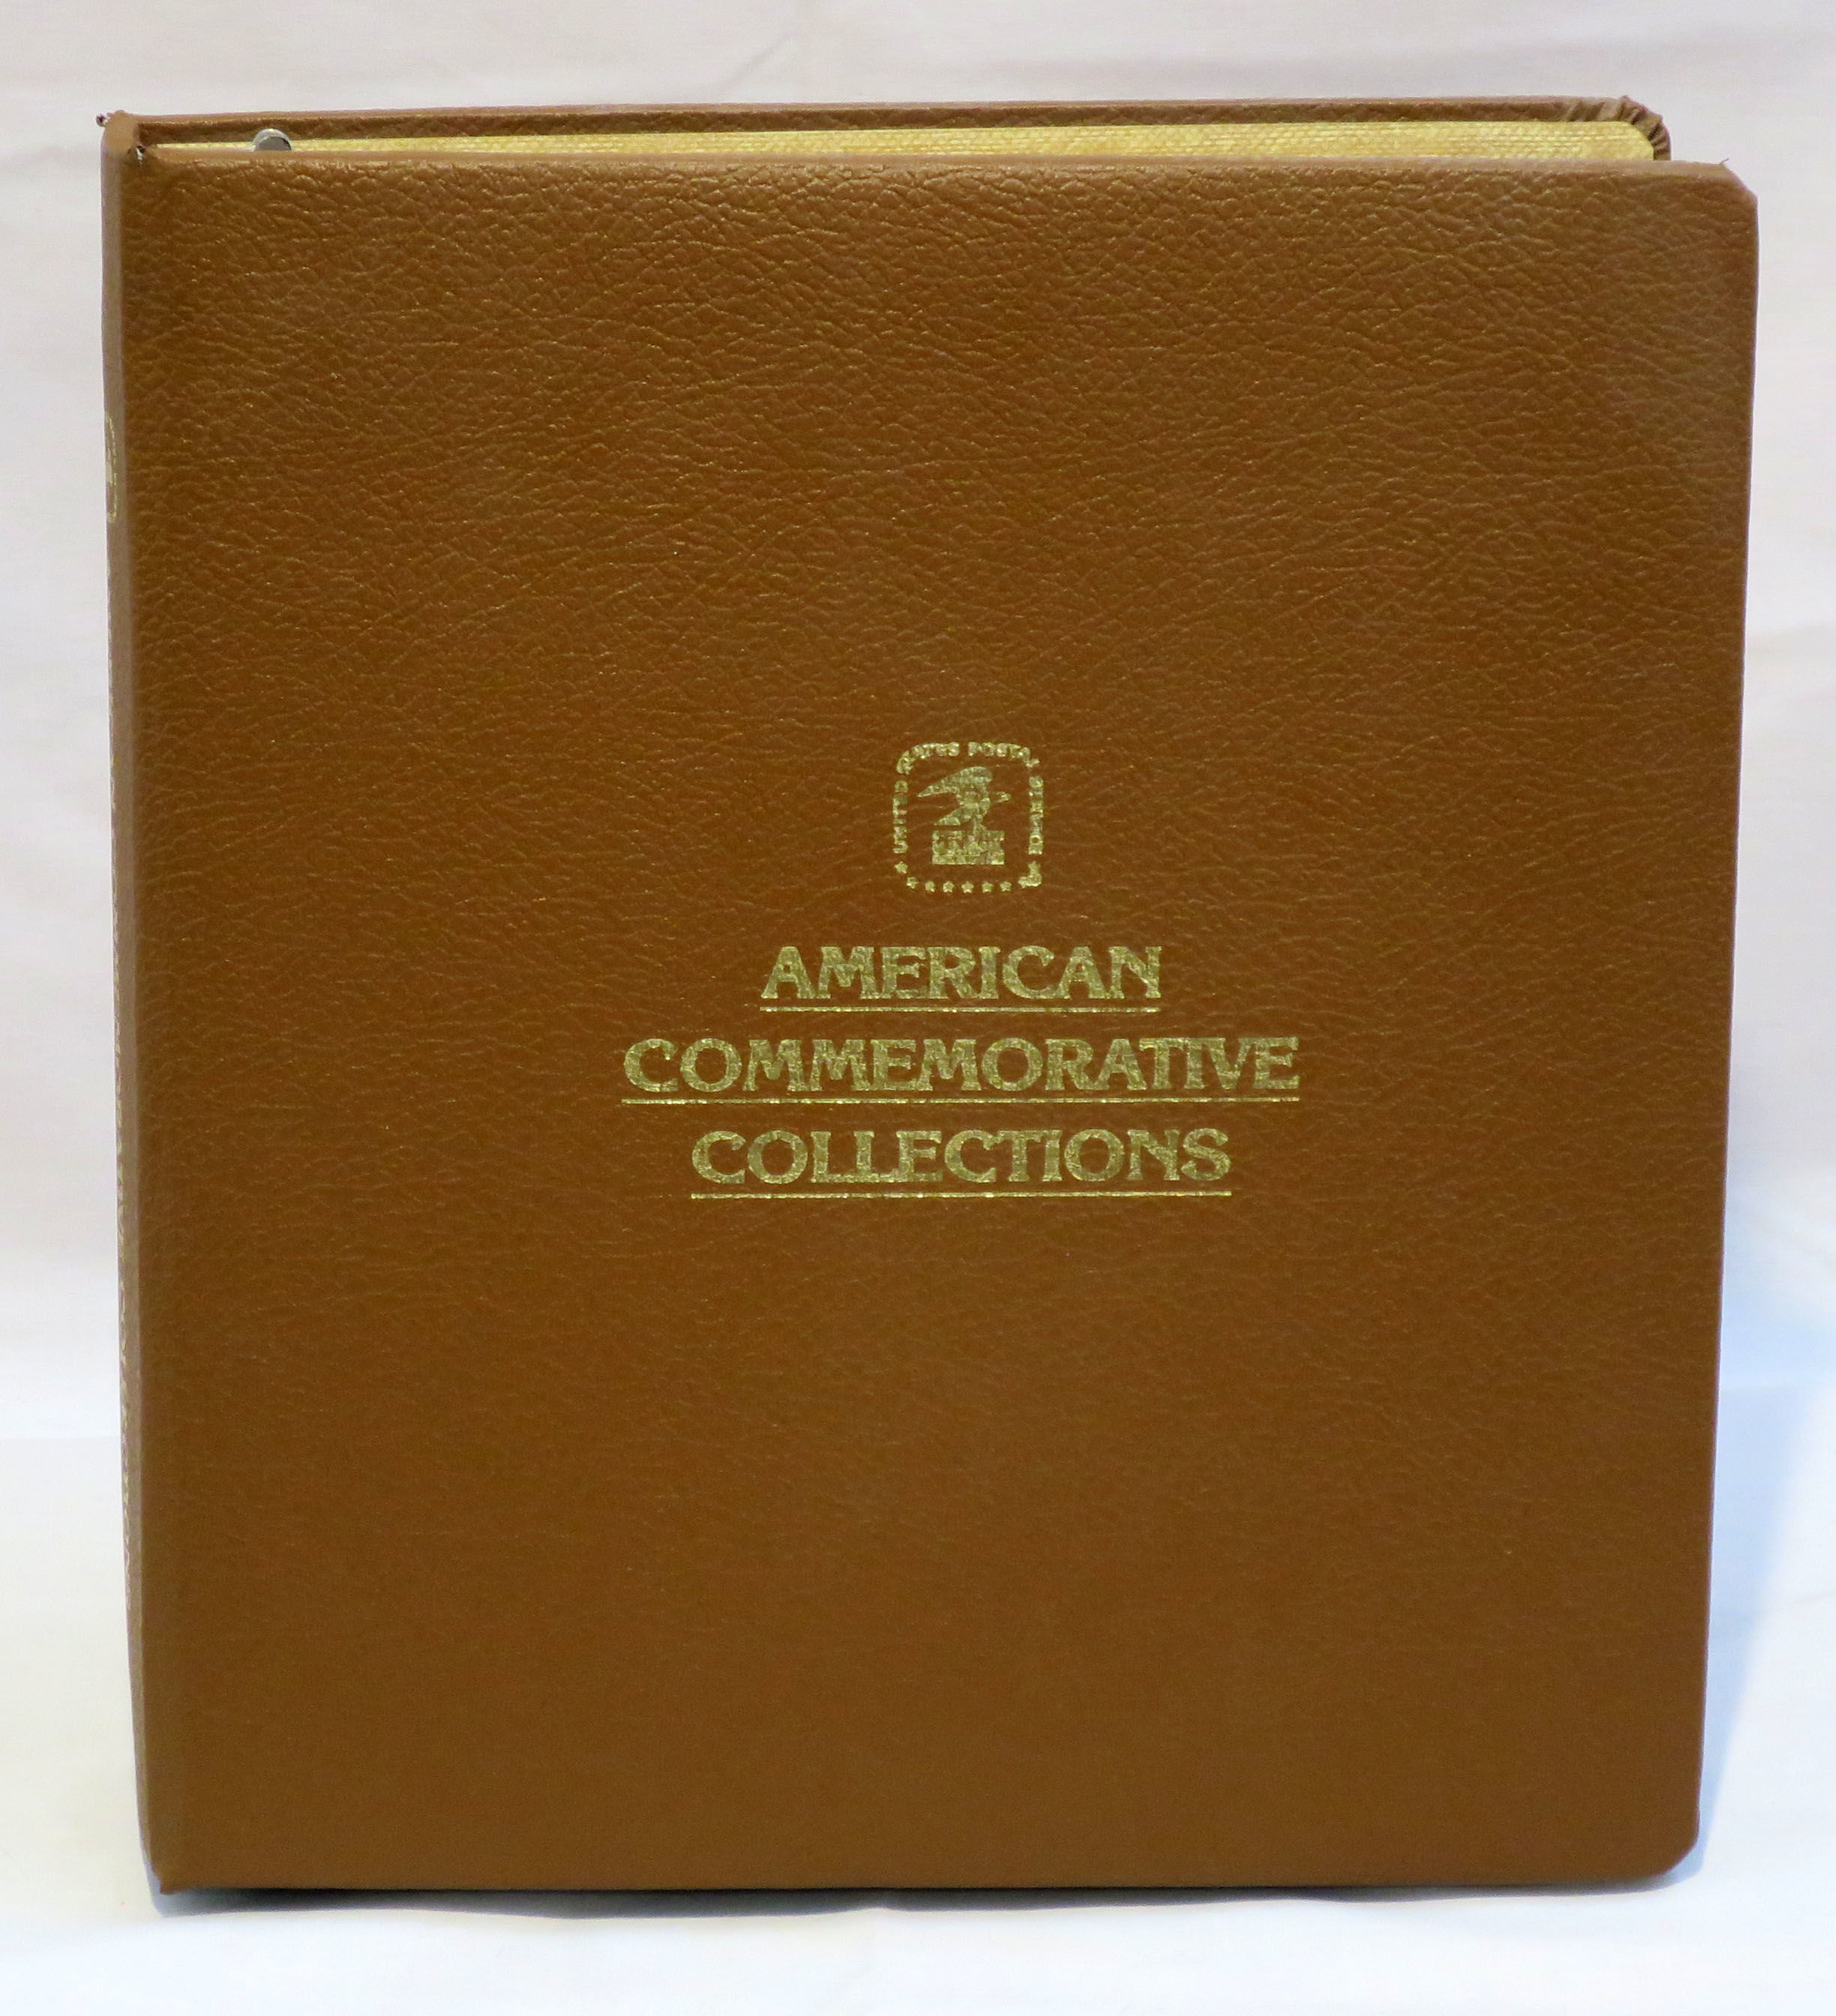 UNITED STATES POSTAL SERVICE
AMERICAN
COMMEMORATIVE
COLLECTIONS